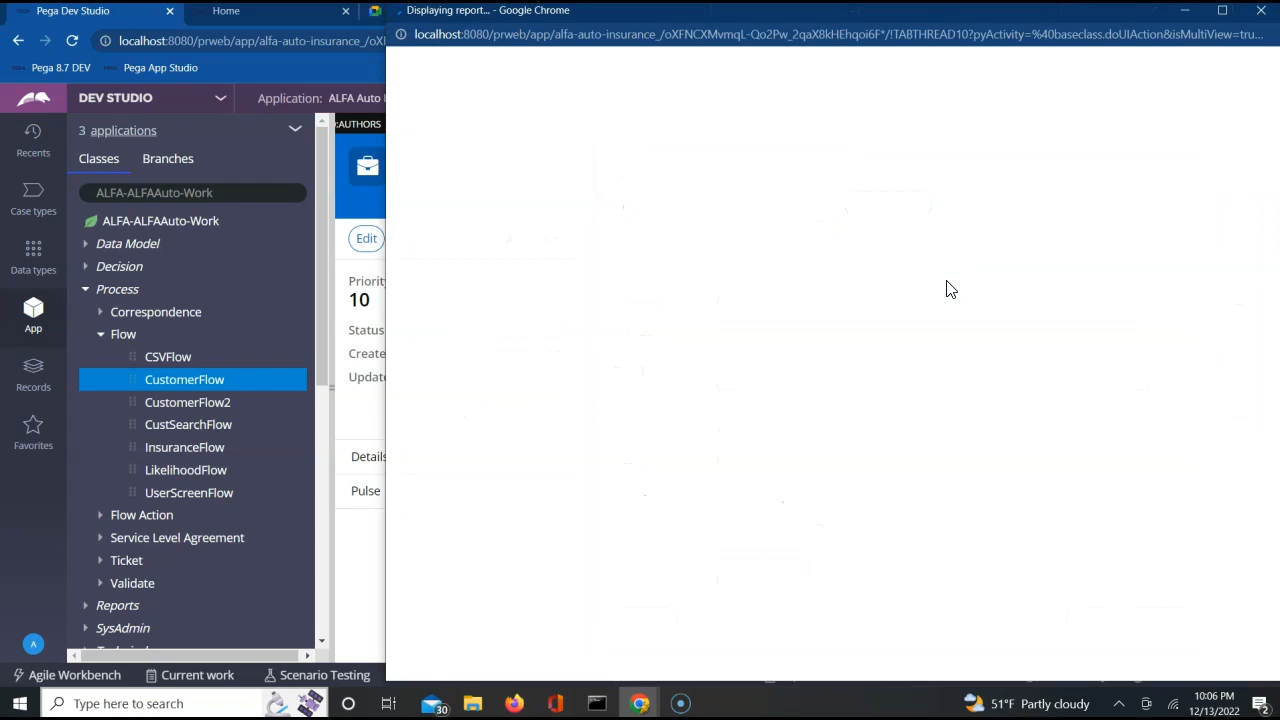 Pega Dev Studio
Home
Displaying report... - Google Chrome
localhost:8080/prweb/app/alfa-auto-insurance_/oX
localhost:8080/prweb/app/alfa-auto-insurance_/oXFNCXMvmqL-Qo2Pw_2qaX8kHEhqoi6F*/!TABTHREAD10?pyActivity=%40baseclass.doUIAction&isMultiView=tru...
Pega 8.7 DEV
Pega App Studio
DEV STUDIO
Application: ALFA Auto
3 applications
:AUTHORS
Recents
Classes
Branches
ALFA-ALFAAuto-Work
Case types
ALFA-ALFAAuto-Work
Data Model
Edit
Data types
Decision
Process
Priority
10
App
Correspondence
Flow
Status
CSVFlow
Create
Records
CustomerFlow
Update
CustomerFlow2
CustSearchFlow
Favorites
InsuranceFlow
Details
LikelihoodFlow
UserScreenFlow
Pulse
Flow Action
Service Level Agreement
Ticket
Validate
Reports
SysAdmin
A
Agile Workbench
Current work
Scenario Testing
Type here to search
30
51°F Partly cloudy
10:06 PM
12/13/2022
2